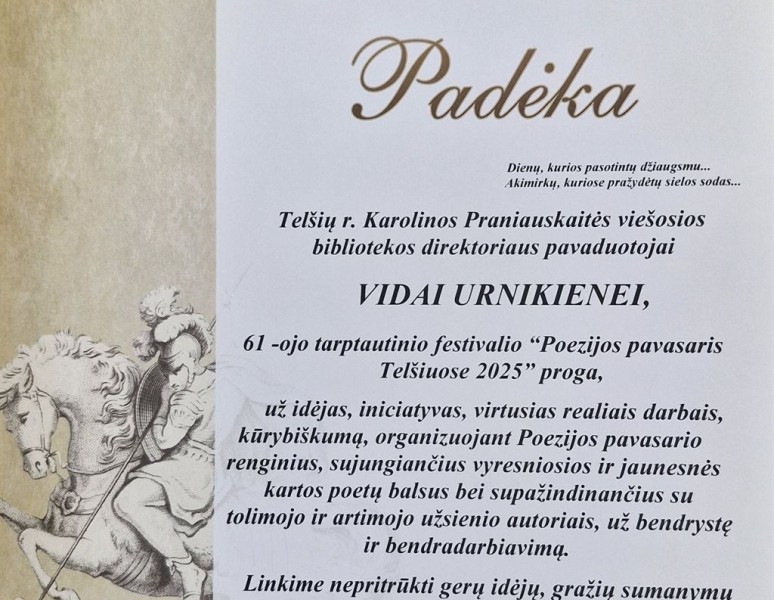 Padėka
Dienų, kurios pasotintų džiaugsmu...
Akimirkų, kuriose pražydėtų sielos sodas...
Telšių r. Karolinos Praniauskaitės viešosios
bibliotekos direktoriaus pavaduotojai
VIDAI URNIKIENEI,
61 -ojo tarptautinio festivalio “Poezijos pavasaris
Telšiuose 2025” proga,
už idėjas, iniciatyvas, virtusias realiais darbais,
kūrybiškumą, organizuojant Poezijos pavasario
renginius, sujungiančius vyresniosios ir jaunesnės
kartos poetų balsus bei supažindinančius su
tolimojo ir artimojo užsienio autoriais, už bendrystę
ir bendradarbiavimą.
Linkime nepritrūkti gerų idėjų, gražių sumanymų